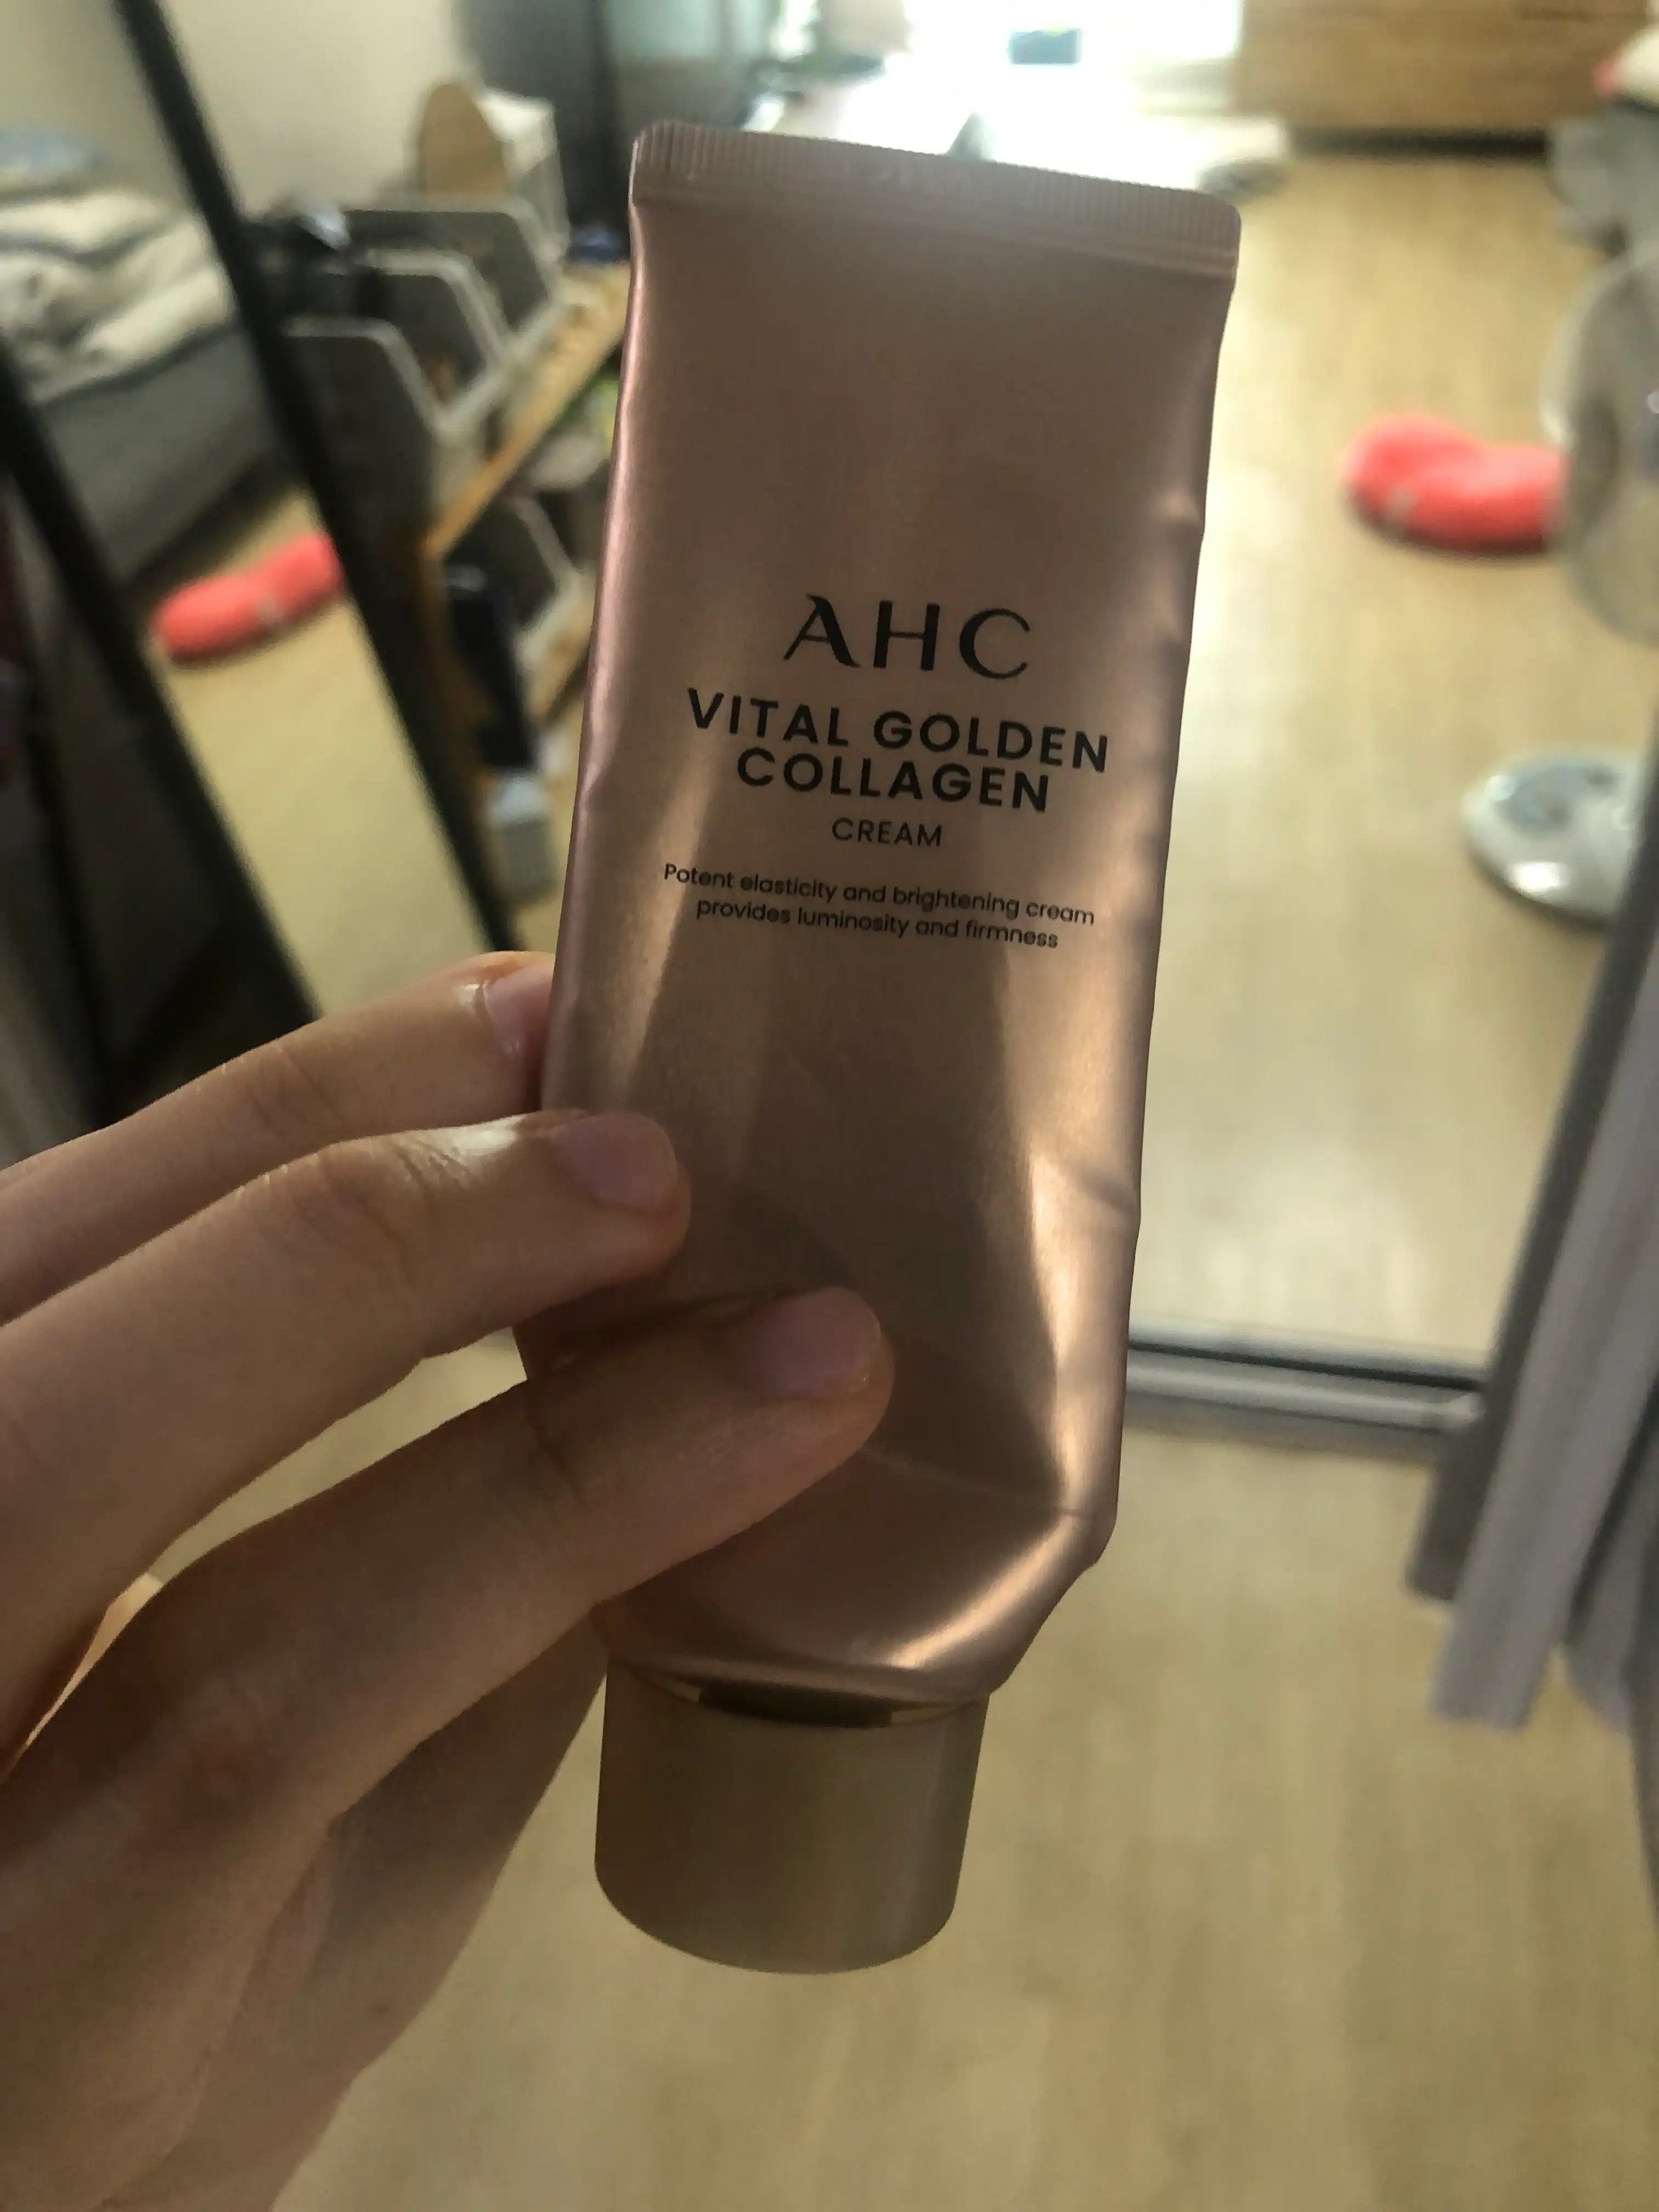 AHC
VITAL GOLDEN
COLLAGEN
CREAM
Potent elasticity and brightening cream
provides luminosity and firmness